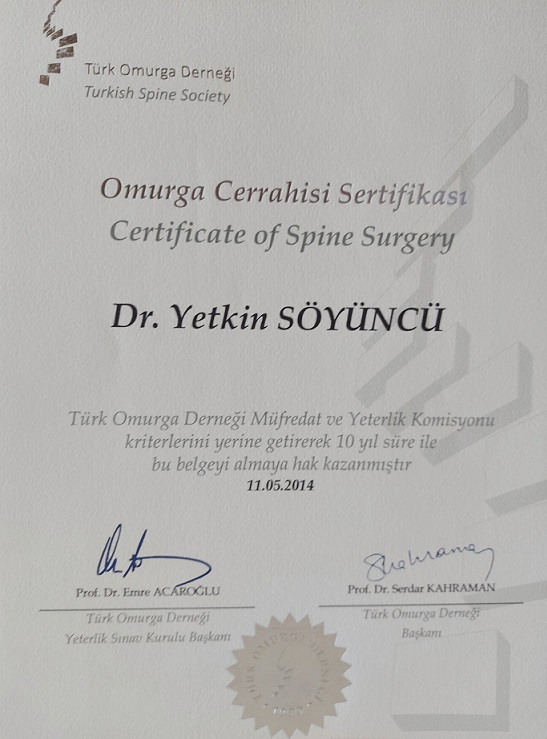 Türk Omurga Derneği
Turkish Spine Society
Omurga Cerrahisi Sertifikası
Certificate of Spine Surgery
Dr. Yetkin SÖYÜNCÜ
Türk Omurga Derneği Müfredat ve Yeterlik Komisyonu
kriterlerini yerine getirerek 10 yıl süre ile
bu belgeyi almaya hak kazanmıştır
11.05.2014
Prof. Dr. Emre ACAROĞLU
Türk Omurga Derneği
Yeterlik Sınav Kurulu Başkanı
Prof. Dr. Serdar KAHRAMAN
Türk Omurga Derneği
Başkanı
TÜRK OMURGA DERNEĞİ